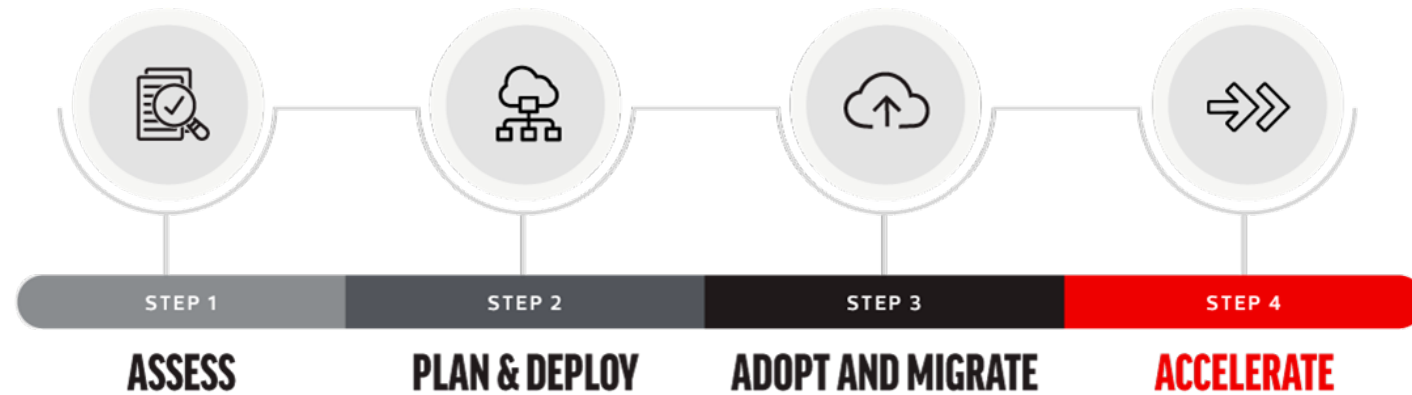 STEP 1
STEP 2
STEP 3
STEP 4
ASSESS
PLAN & DEPLOY
ADOPT AND MIGRATE
ACCELERATE